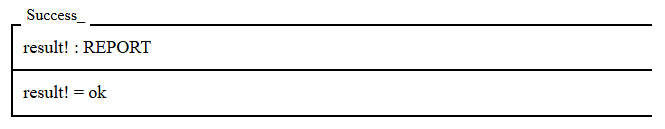 Success_
result! : REPORT
result! = ok